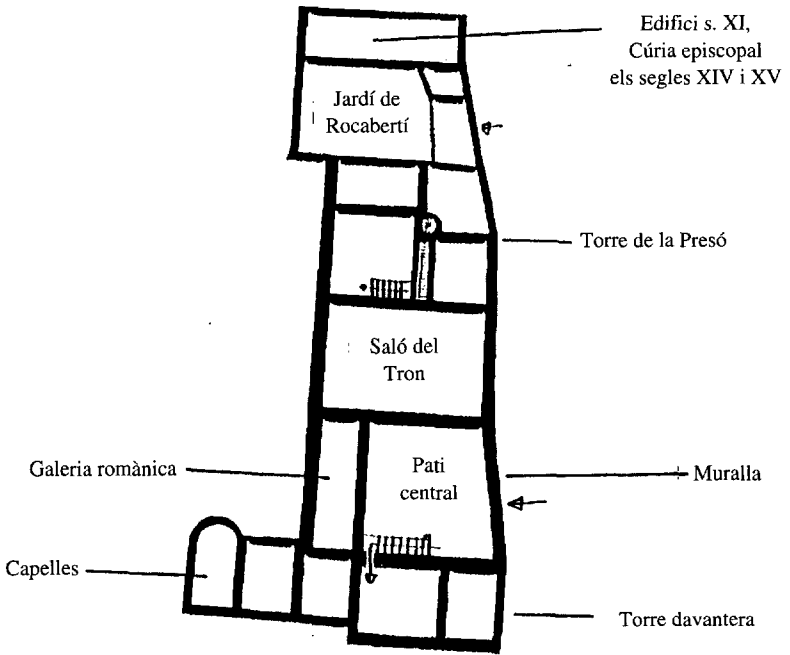 Edifici s. XI,
Cúria episcopal
els segles XIV i XV
Jardí de
Rocabertí
Torre de la Presó
Saló del
Tron
Galeria romànica
Pati
central
Muralla
Capelles
Torre davantera